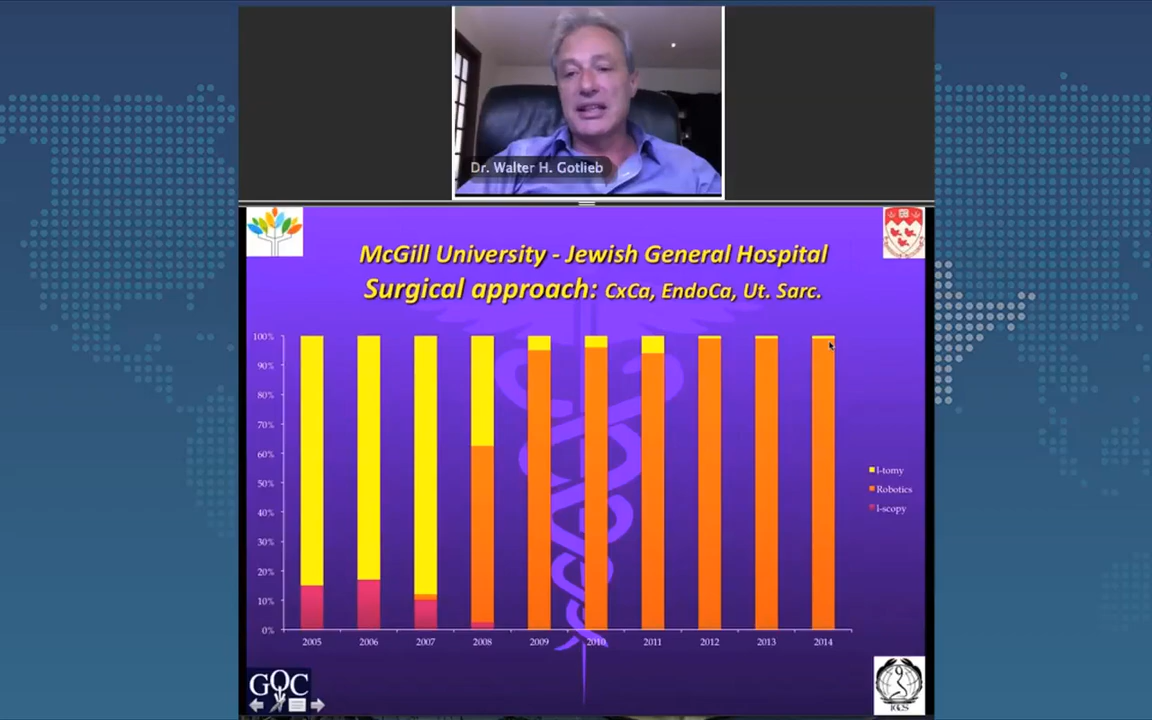 Dr. Walter H. Gotlieb
McGill University - Jewish General Hospital
Surgical approach: CxCa, EndoCa, Ut. Sarc.
100%
90%
80%
70%
60%
50%
40%
30%
20%
10%
0%
2005 2006 2007 2008 2009 2010 2011 2012 2013 2014
l-tomy
Robotics
l-scopy
GOC
IGCS